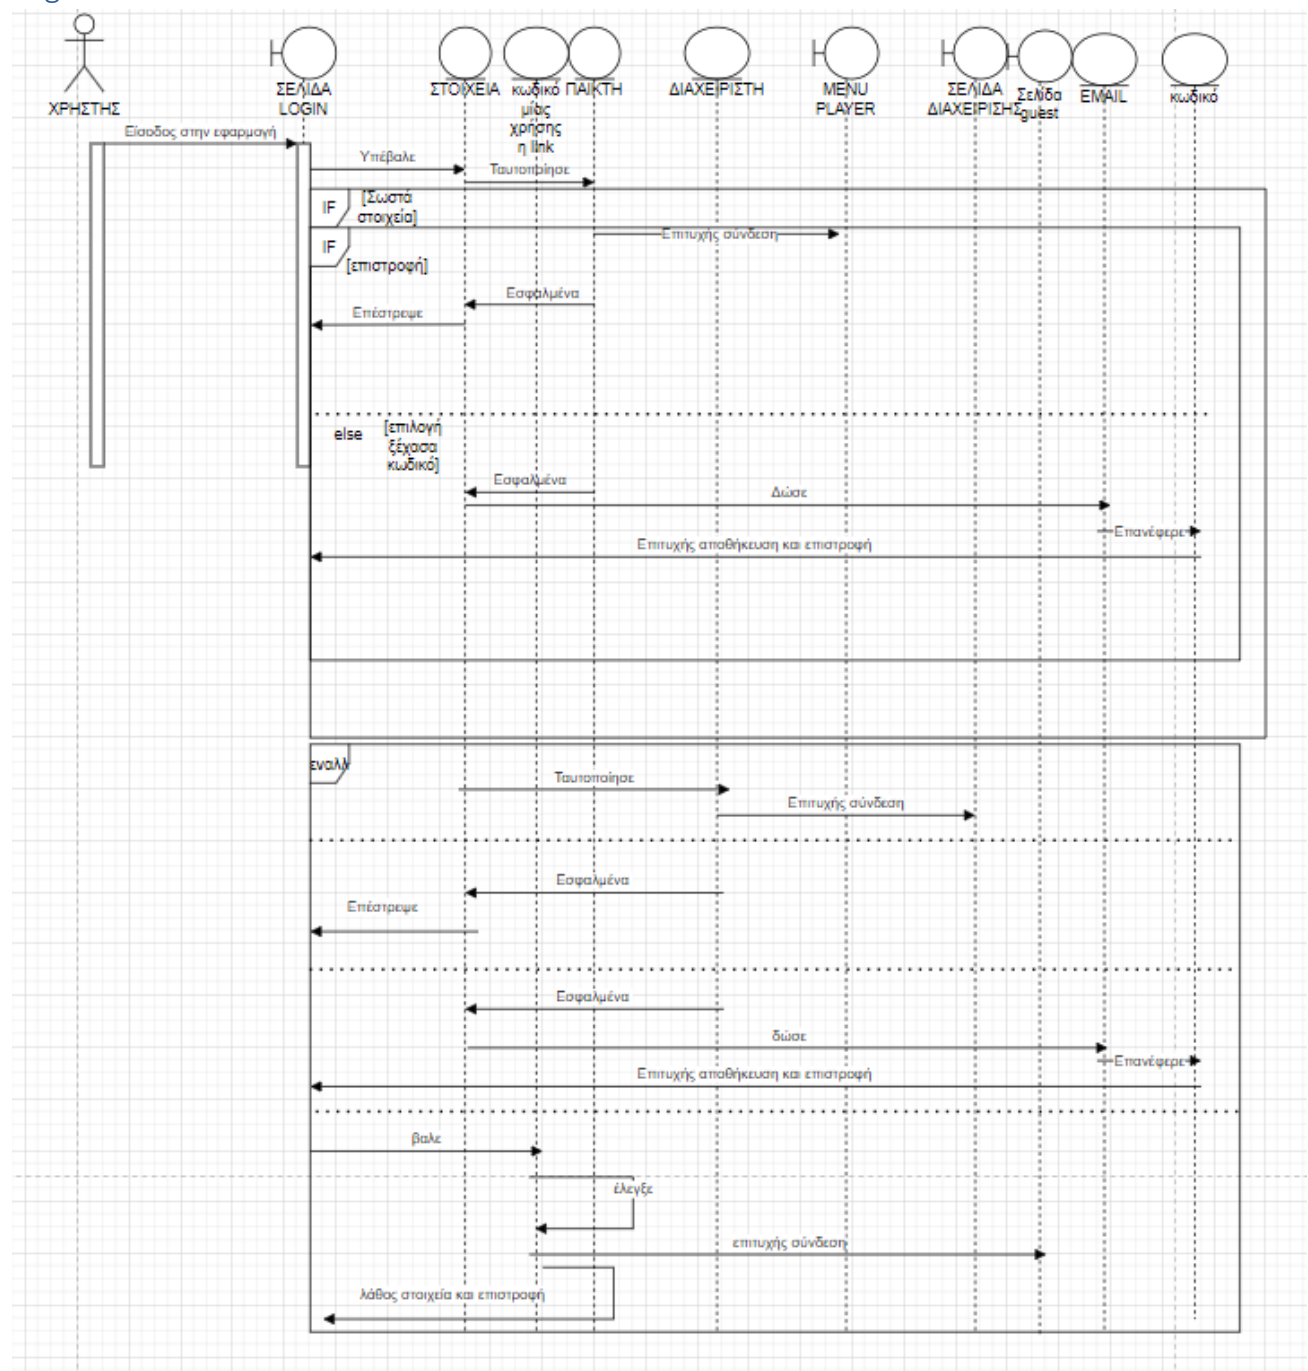 ΧΡΗΣΤΗΣ
ΣΕΛΙΔΑ
LOGIN
ΣΤΟΙΧΕΙΑ
κωδικό
μίας
χρήσης
η link
ΠΑΙΚΤΗ
ΔΙΑΧΕΙΡΙΣΤΗ
MENU
PLAYER
ΣΕΛΙΔΑ
ΔΙΑΧΕΙΡΙΣΗΣ
Σελίδα
guest
EMAIL
κωδικό
Είσοδος στην εφαρμογή
Υπέβαλε
Ταυτοποίησε
IF
[Σωστά
στοιχεία]
Επιτυχής σύνδεση
IF
[επιστροφή]
Εσφαλμένα
Επέστρεψε
else
[επιλογή
ξέχασα
κωδικό]
Εσφαλμένα
Δώσε
Επανέφερε
Επιτυχής αποθήκευση και επιστροφή
εναλλ
Ταυτοποίησε
Επιτυχής σύνδεση
Εσφαλμένα
Επέστρεψε
Εσφαλμένα
δώσε
Επανέφερε
Επιτυχής αποθήκευση και επιστροφή
βαλε
έλεγξε
επιτυχής σύνδεση
λάθος στοιχεία και επιστροφή